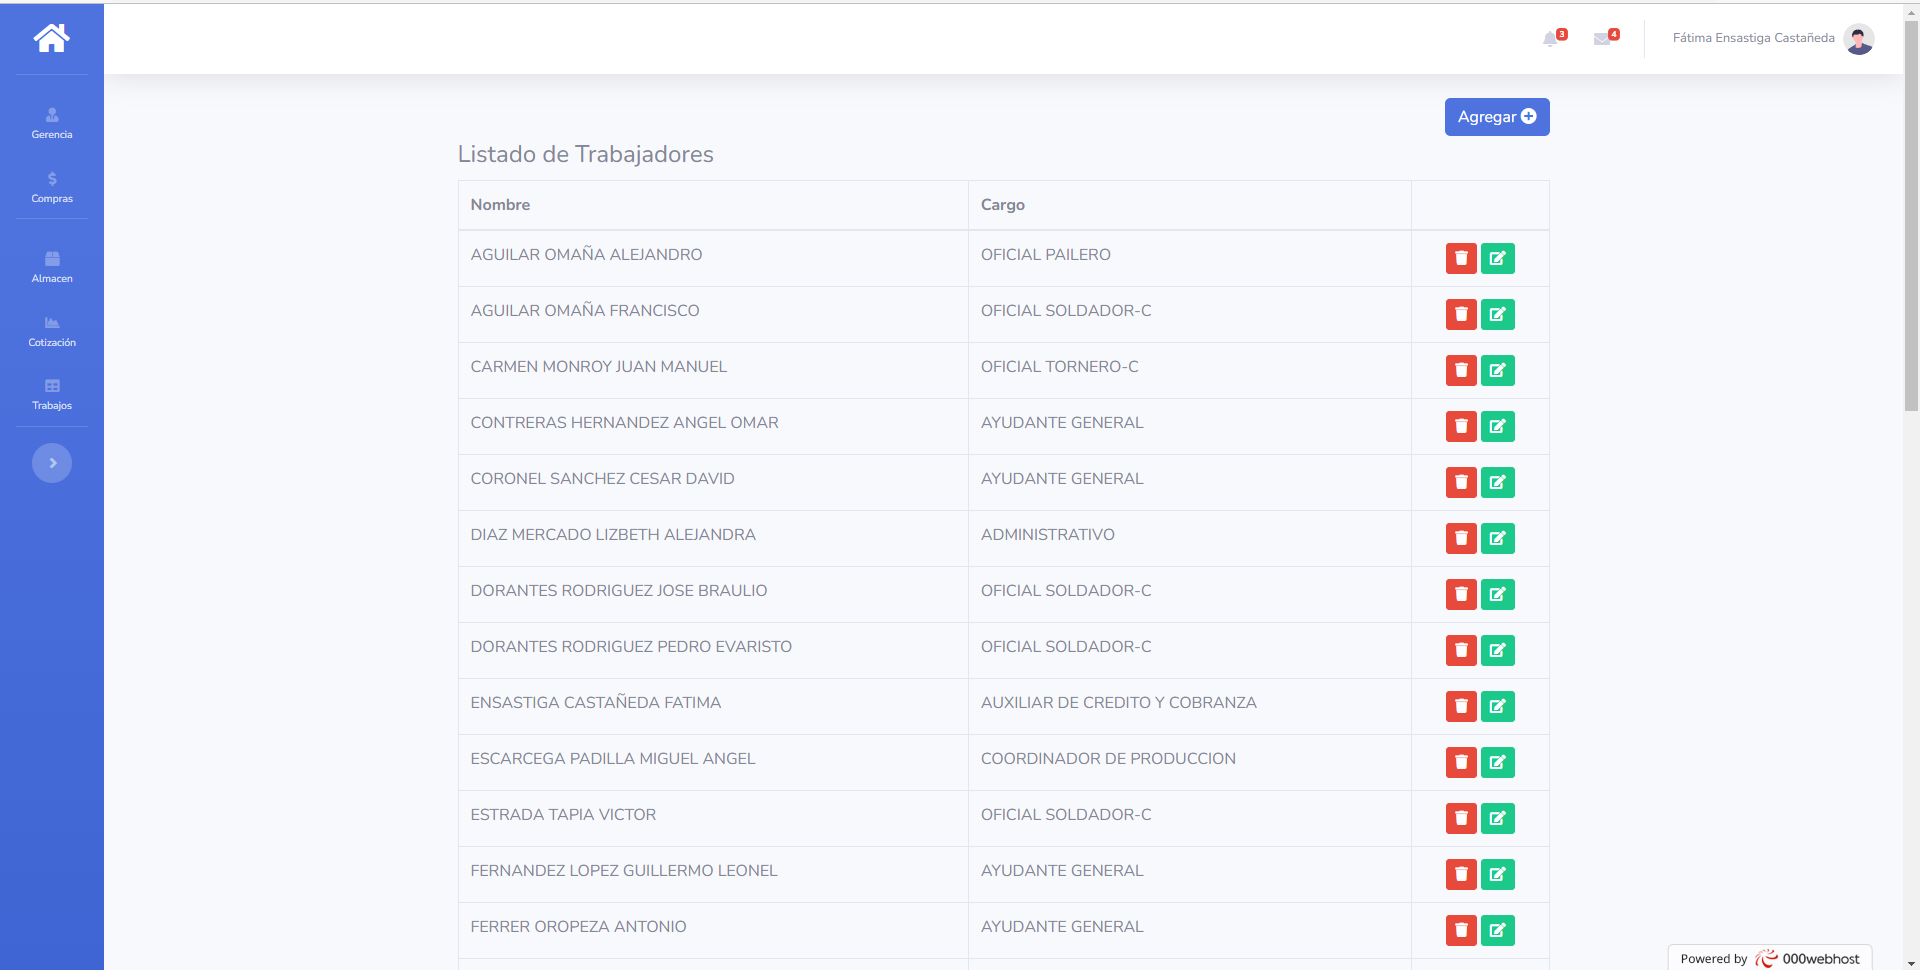 3
4
Fátima Ensastiga Castañeda
Gerencia
Compras
Almacen
Cotización
Trabajos
Agregar
Listado de Trabajadores
Nombre Cargo
AGUILAR OMAÑA ALEJANDRO OFICIAL PAILERO
AGUILAR OMAÑA FRANCISCO OFICIAL SOLDADOR-C
CARMEN MONROY JUAN MANUEL OFICIAL TORNERO-C
CONTRERAS HERNANDEZ ANGEL OMAR AYUDANTE GENERAL
CORONEL SANCHEZ CESAR DAVID AYUDANTE GENERAL
DIAZ MERCADO LIZBETH ALEJANDRA ADMINISTRATIVO
DORANTES RODRIGUEZ JOSE BRAULIO OFICIAL SOLDADOR-C
DORANTES RODRIGUEZ PEDRO EVARISTO OFICIAL SOLDADOR-C
ENSASTIGA CASTAÑEDA FATIMA AUXILIAR DE CREDITO Y COBRANZA
ESCARCEGA PADILLA MIGUEL ANGEL COORDINADOR DE PRODUCCION
ESTRADA TAPIA VICTOR OFICIAL SOLDADOR-C
FERNANDEZ LOPEZ GUILLERMO LEONEL AYUDANTE GENERAL
FERRER OROPEZA ANTONIO AYUDANTE GENERAL
Powered by 000webhost